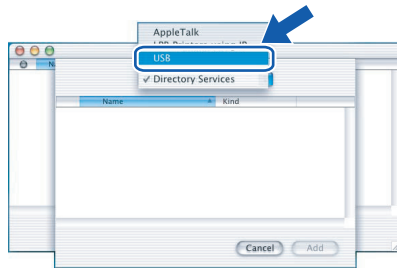 AppleTalk
USB
✓ Directory Services
Name
Kind
Cancel
Add